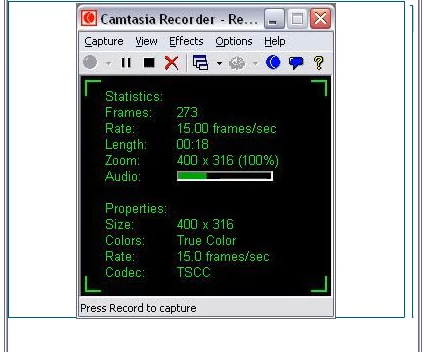 Camtasia Recorder - Re...
Capture View Effects Options Help
Statistics:
Frames: 273
Rate: 15.00 frames/sec
Length: 00:18
Zoom: 400 x 316 (100%)
Audio:
Properties:
Size: 400 x 316
Colors: True Color
Rate: 15.0 frames/sec
Codec: TSCC
Press Record to capture